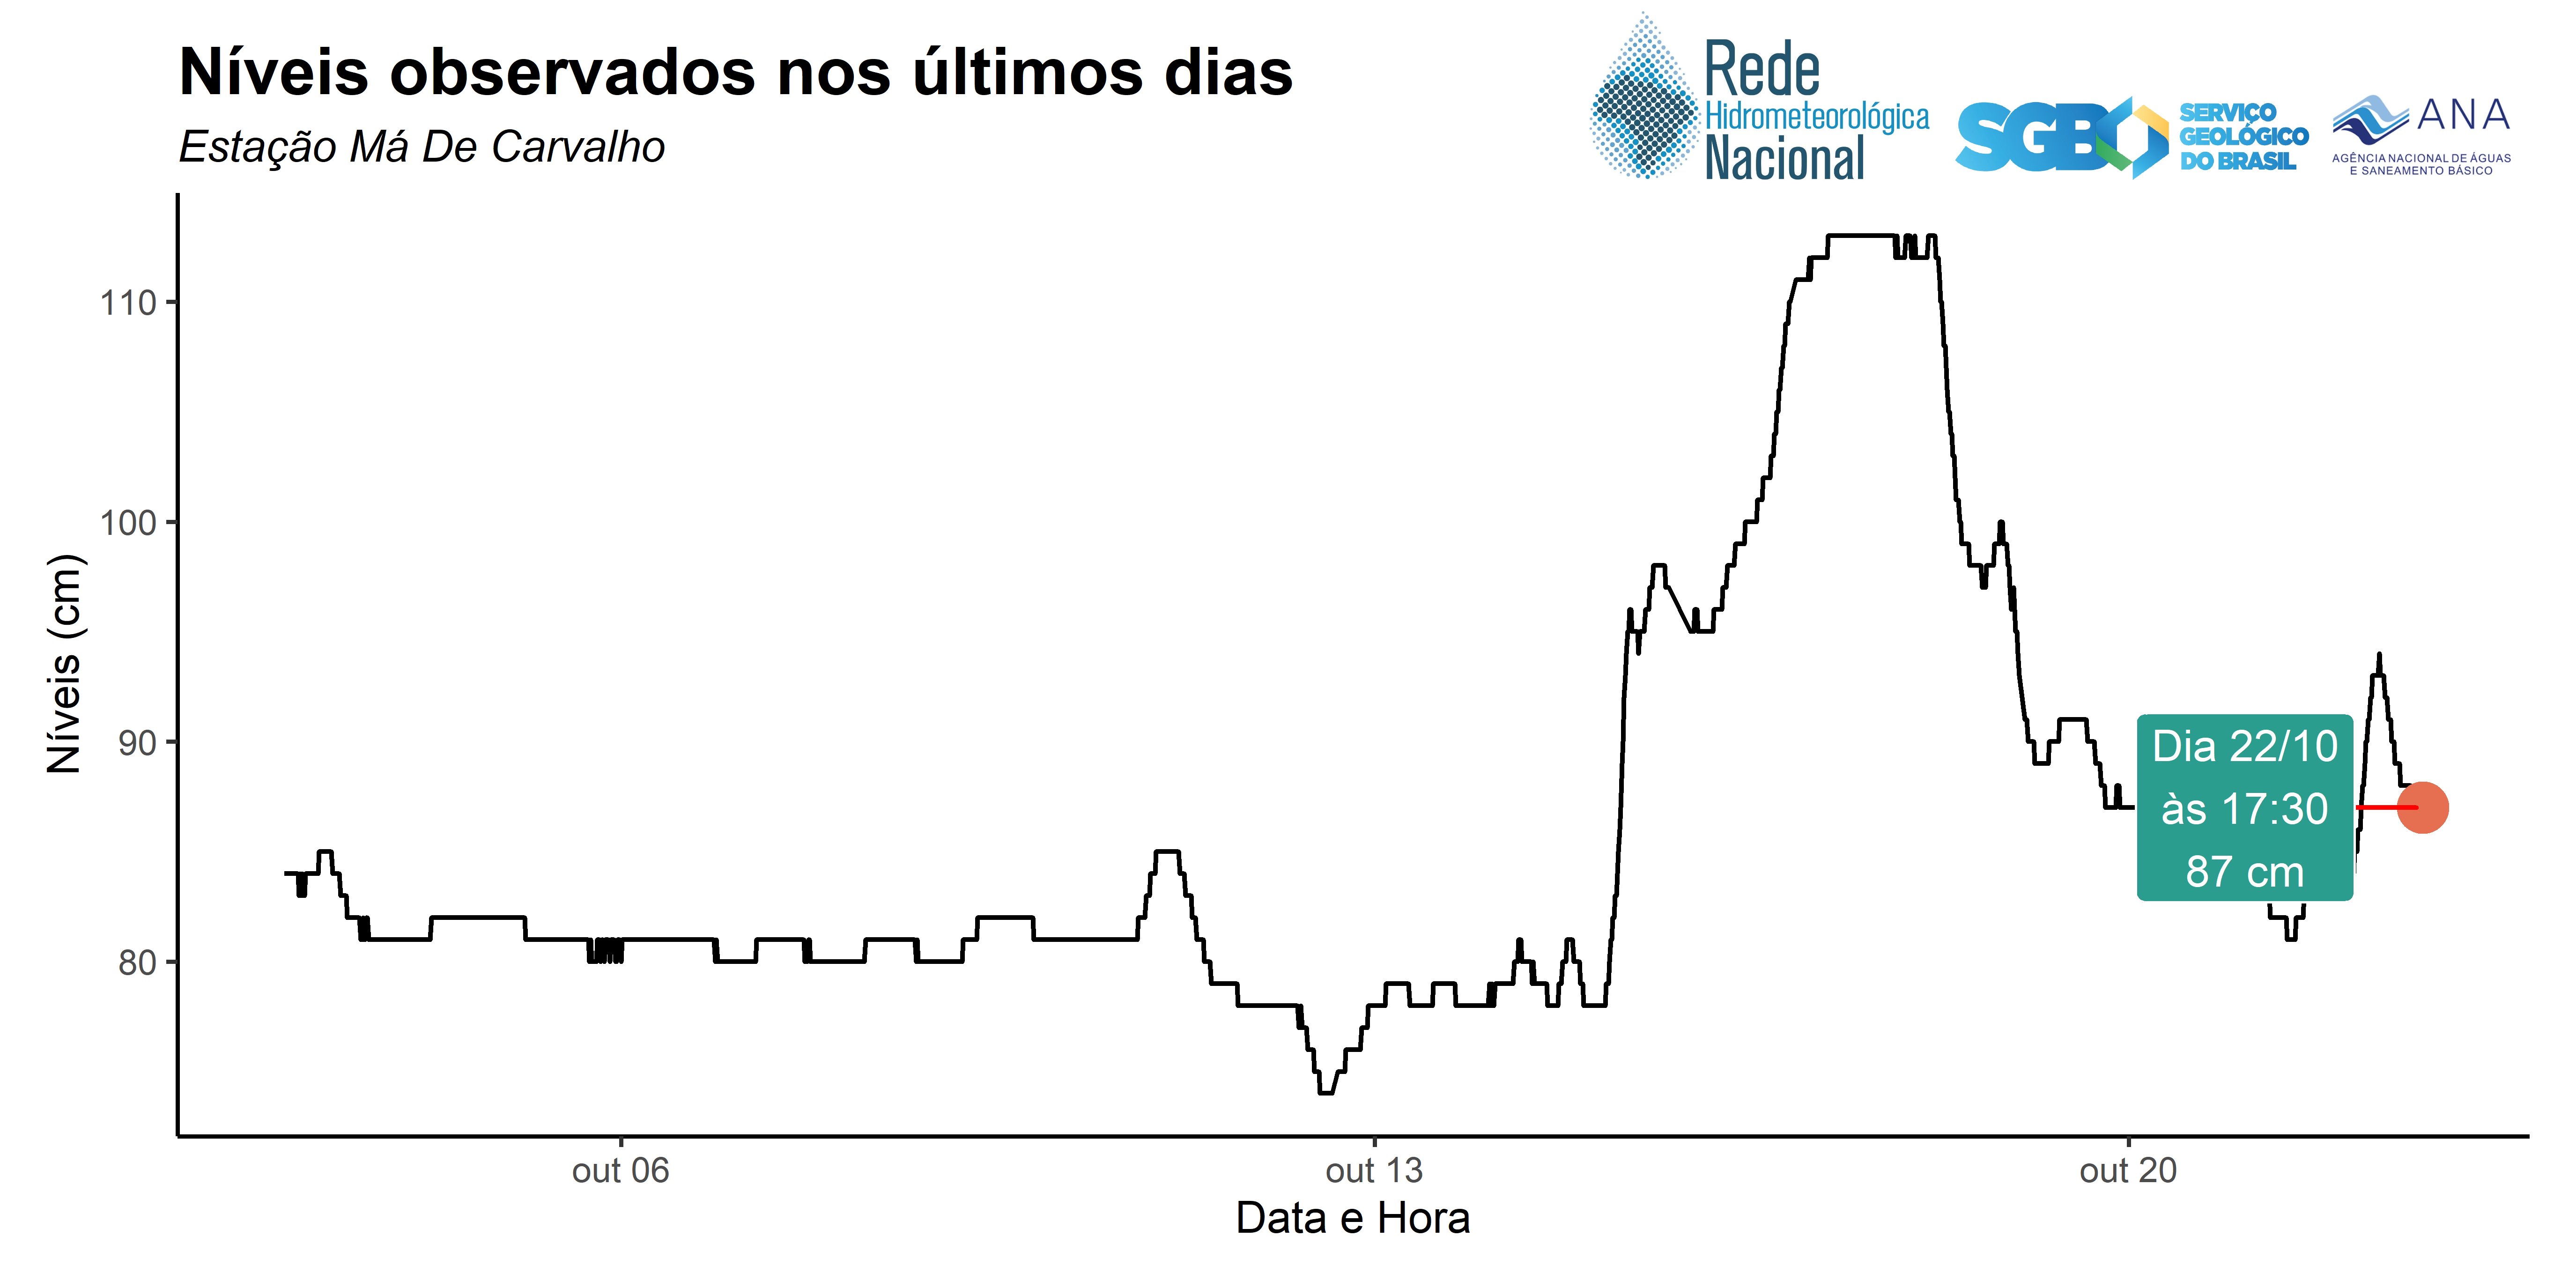 Níveis observados nos últimos dias
Estação Má De Carvalho
Rede
Hidrometeorológica
Nacional
SGB
SERVIÇO
GEOLÓGICO
DO BRASIL
ANA
AGÊNCIA NACIONAL DE ÁGUAS
E SANEAMENTO BÁSICO
Níveis (cm)
110
100
90
80
Dia 22/10
às 17:30
87 cm
out 06
out 13
out 20
Data e Hora